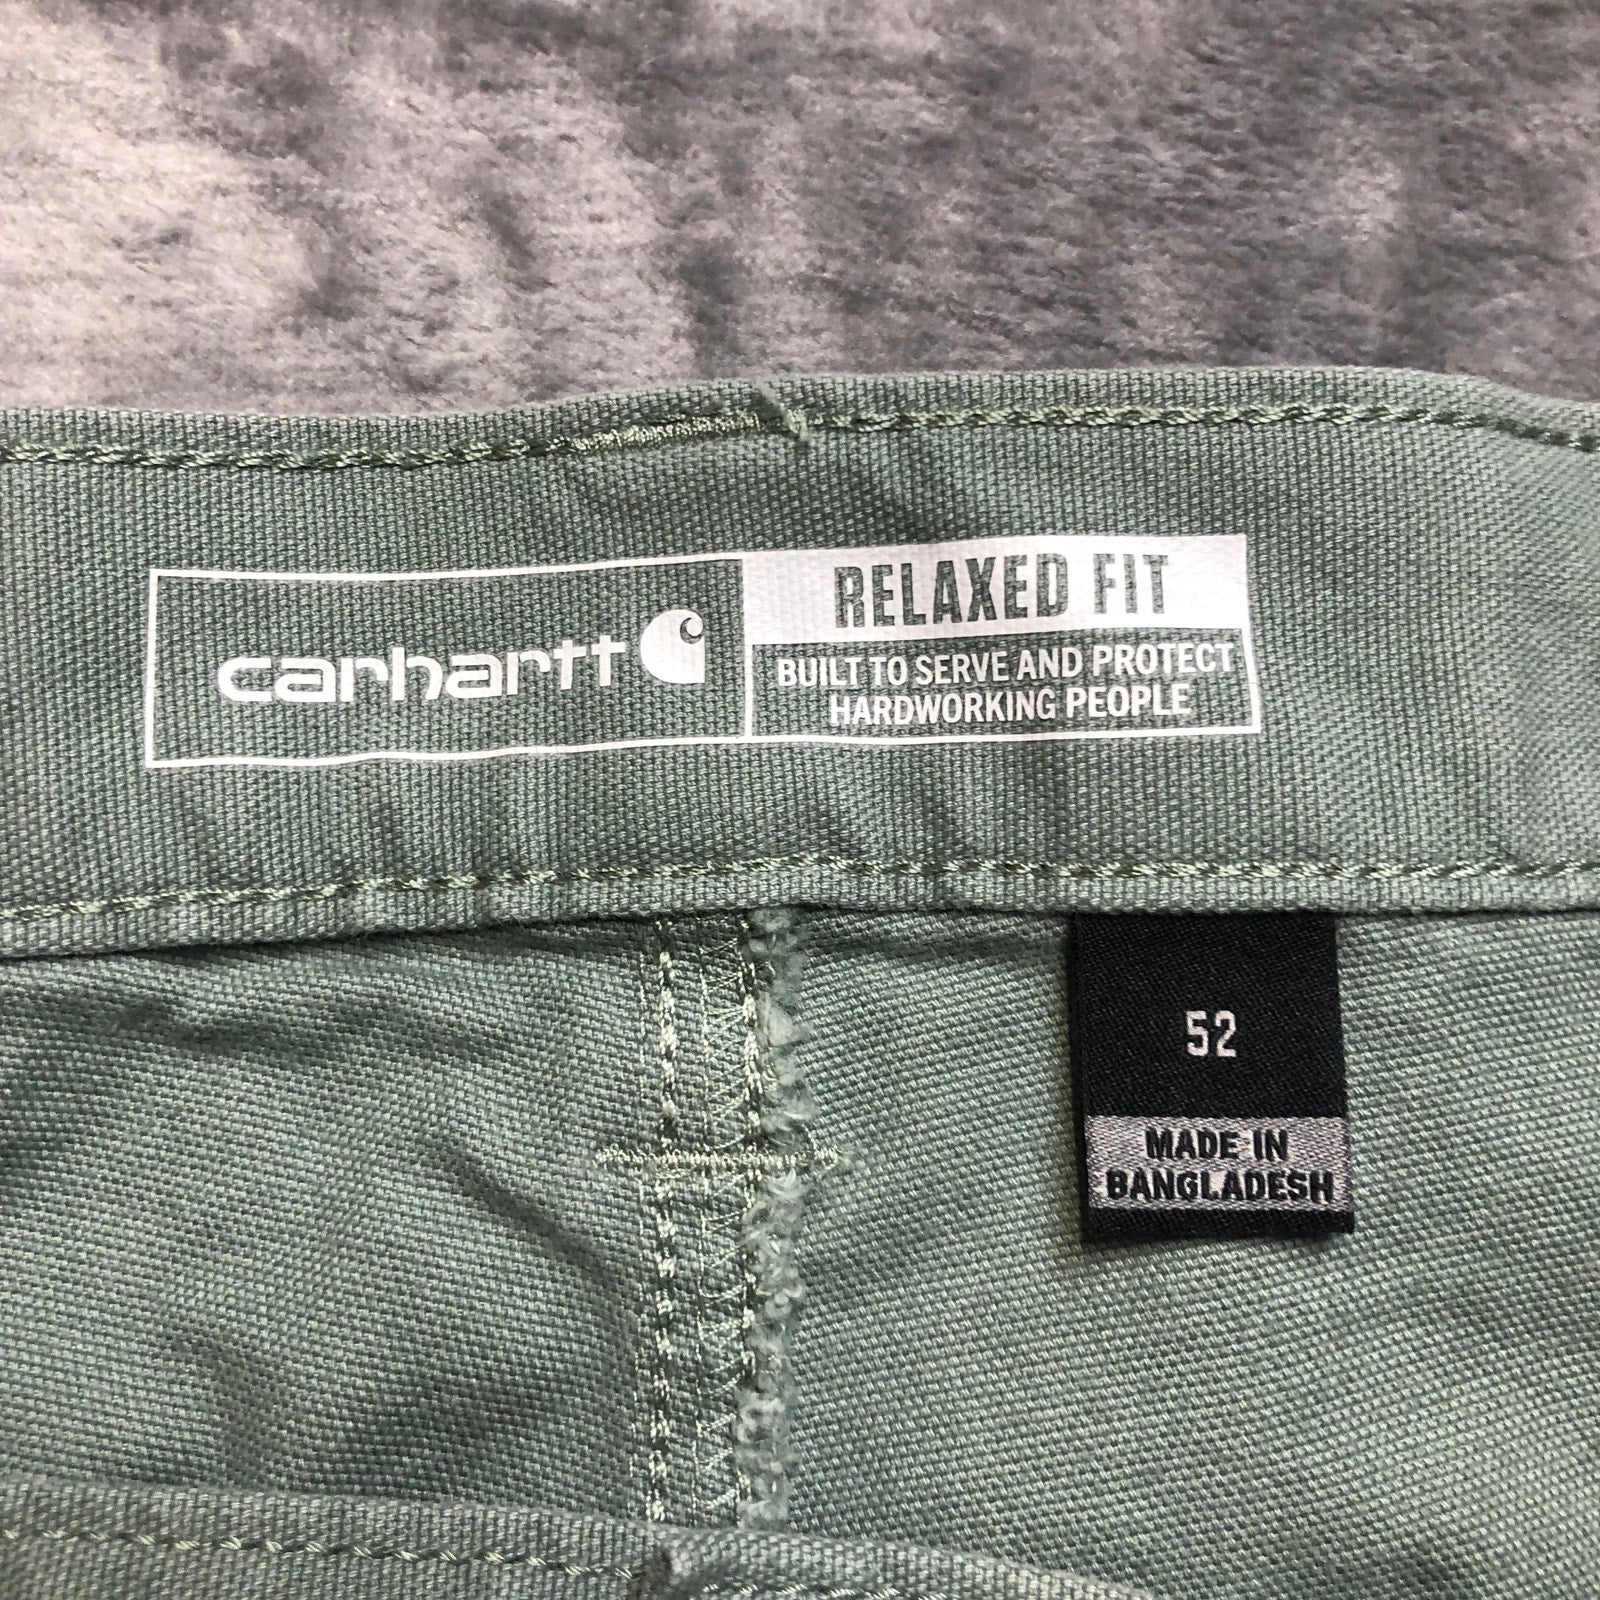 carhartt
RELAXED FIT
BUILT TO SERVE AND PROTECT
HARDWORKING PEOPLE
52
MADE IN
BANGLADESH